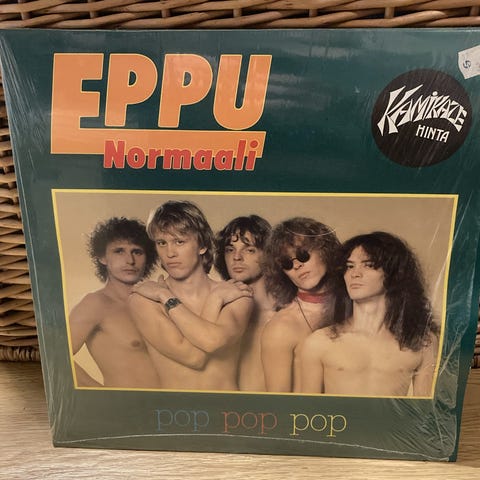 EPPU
Normaali
KAMIKAZE
HINTA
pop pop pop